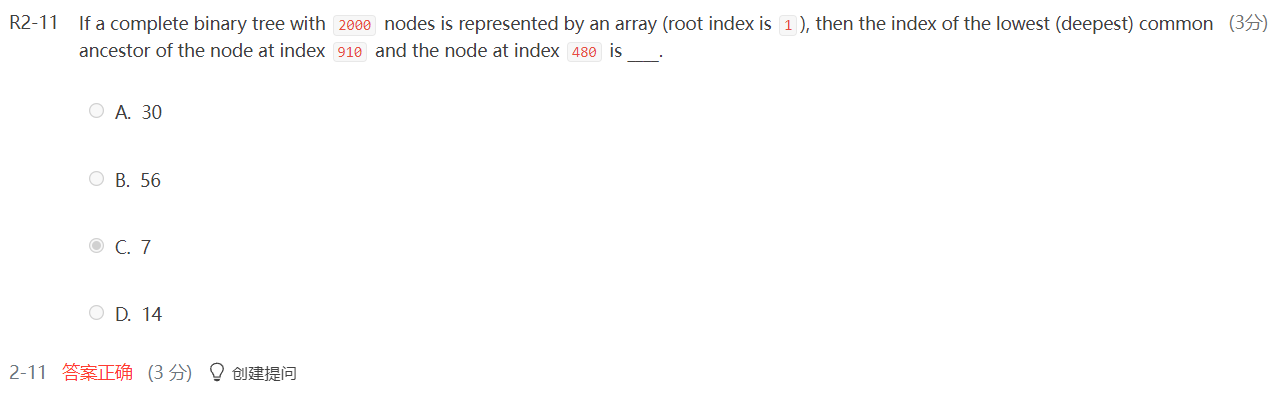 R2-11 If a complete binary tree with 2000 nodes is represented by an array (root index is 1), then the index of the lowest (deepest) common (3分)
ancestor of the node at index 910 and the node at index 480 is ___.
A. 30
B. 56
C. 7
D. 14
2-11 答案正确 (3 分) 创建提问